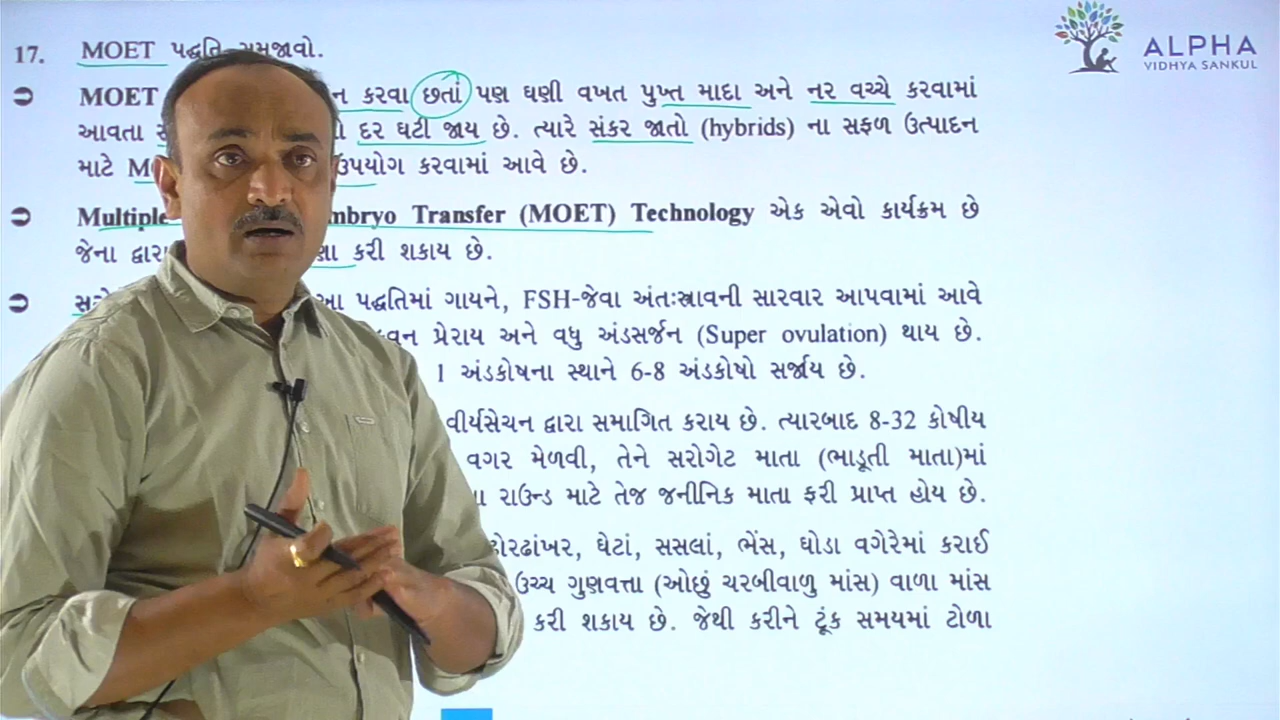 17. MOET પદ્ધતિ સમજાવો.
ALPHA
VIDHYA SANKUL
MOET ન કરવા છતાં પણ ઘણી વખત પુખ્ત માદા અને નર વચ્ચે કરવામાં
આવતા દર ઘટી જાય છે. ત્યારે સંકર જાતો (hybrids) ના સફળ ઉત્પાદન
માટે ઉપયોગ કરવામાં આવે છે.
Multiple Embryo Transfer (MOET) Technology એક એવો કાર્યક્રમ છે
જેના દ્વારા કરી શકાય છે.
આ પદ્ધતિમાં ગાયને, FSH-જેવા અંતઃસ્ત્રાવની સારવાર આપવામાં આવે
પ્રેરાય અને વધુ અંડસર્જન (Super ovulation) થાય છે.
1 અંડકોષના સ્થાને 6-8 અંડકોષો સર્જાય છે.
વીર્યસેચન દ્વારા સમાગિત કરાય છે. ત્યારબાદ 8-32 કોષીય
વગર મેળવી, તેને સરોગેટ માતા (ભાડૂતી માતા)માં
રાઉન્ડ માટે તેજ જનીનિક માતા ફરી પ્રાપ્ત હોય છે.
ઢોરઢાંખર, ઘેટાં, સસલાં, ભેંસ, ઘોડા વગેરેમાં કરાઈ
ઉચ્ચ ગુણવત્તા (ઓછું ચરબીવાળુ માંસ) વાળા માંસ
કરી શકાય છે. જેથી કરીને ટૂંક સમયમાં ટોળા